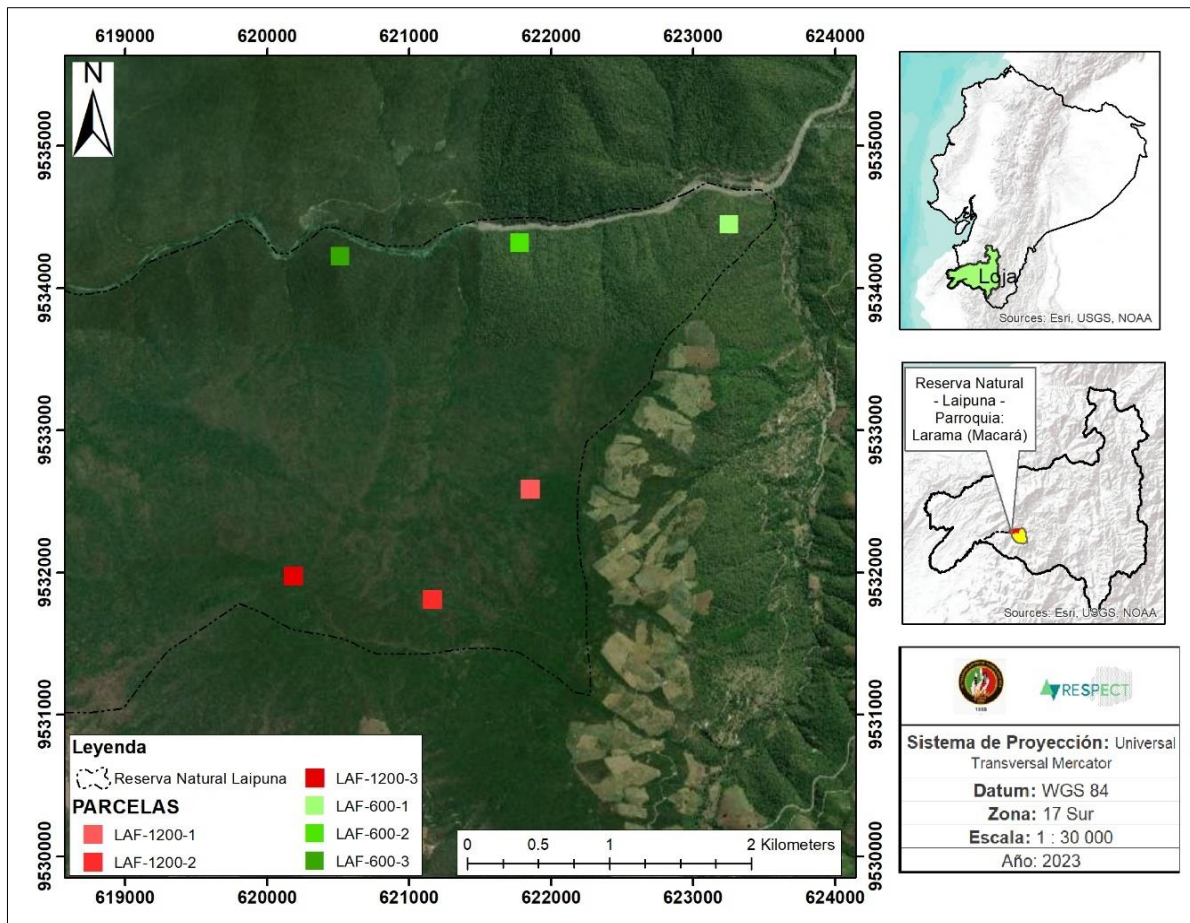 619000 620000 621000 622000 623000 624000
N
9535000 9535000
9534000 9534000
9533000 9533000
9532000 9532000
9531000 9531000
9530000 9530000
Leyenda
Reserva Natural Laipuna
PARCELAS
LAF-1200-1
LAF-1200-2
LAF-1200-3
LAF-600-1
LAF-600-2
LAF-600-3
0 0.5 1 2 Kilometers
619000 620000 621000 622000 623000 624000
Loja
Sources: Esri, USGS, NOAA
Reserva Natural
- Laipuna -
Parroquia:
Larama (Macará)
Sources: Esri, USGS, NOAA
1859
RESPECT
Sistema de Proyección: Universal
Transversal Mercator
Datum: WGS 84
Zona: 17 Sur
Escala: 1 : 30 000
Año: 2023